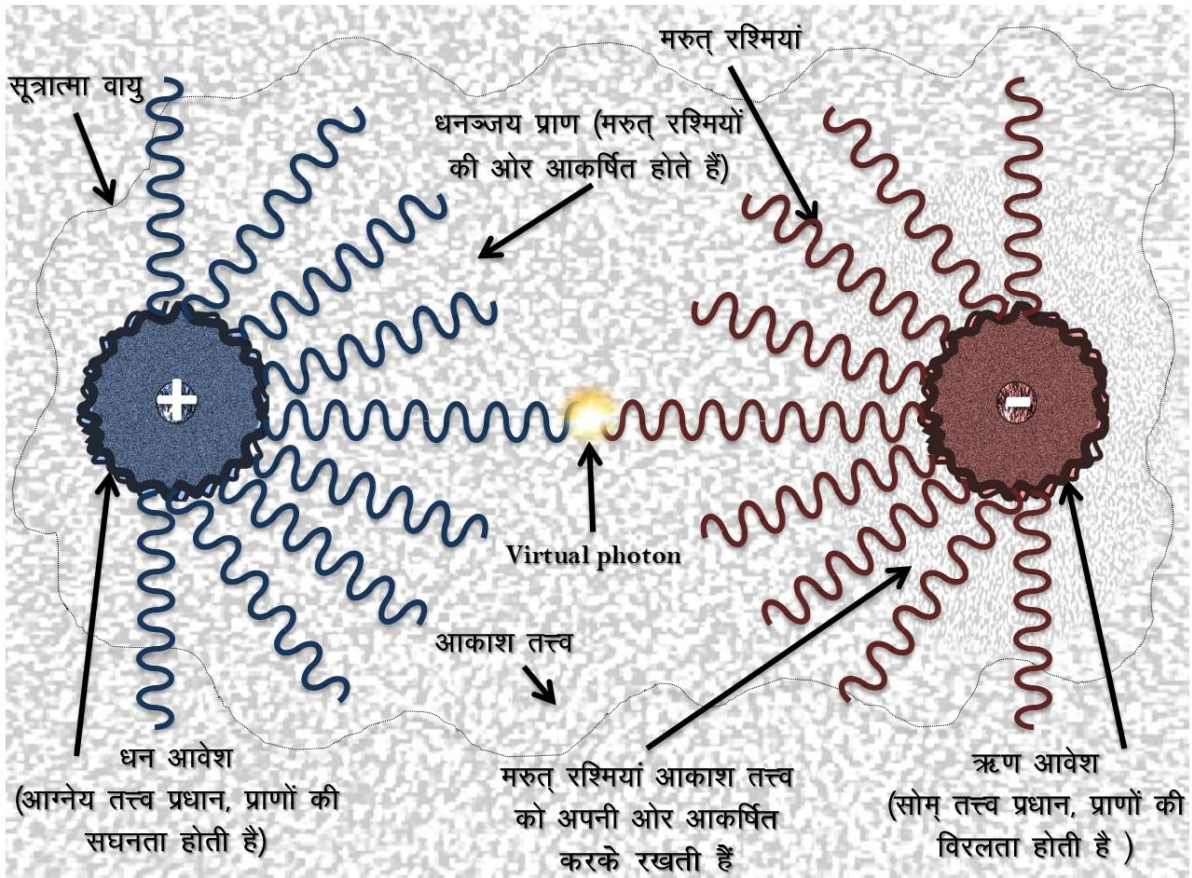 मरुत् रश्मियां
सूत्रात्मा वायु
धनञ्जय प्राण (मरुत् रश्मियों
की ओर आकर्षित होते हैं)
+
-
Virtual photon
आकाश तत्त्व
धन आवेश
(आग्नेय तत्त्व प्रधान, प्राणों की
सघनता होती है)
मरुत् रश्मियां आकाश तत्त्व
को अपनी ओर आकर्षित
करके रखती हैं
ऋण आवेश
(सोम् तत्त्व प्रधान, प्राणों की
विरलता होती है )